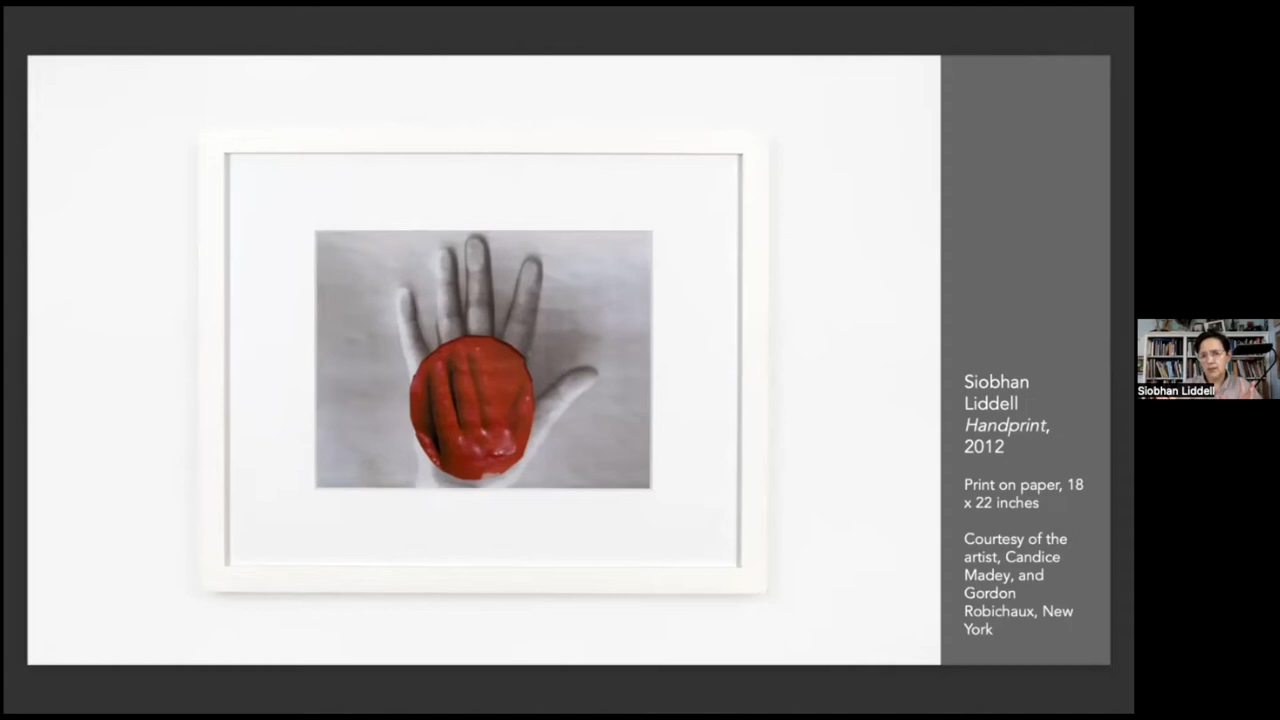 Siobhan
Liddell
Handprint,
2012
Print on paper, 18
x 22 inches
Courtesy of the
artist, Candice
Madey, and
Gordon
Robichaux, New
York
Siobhan Liddell